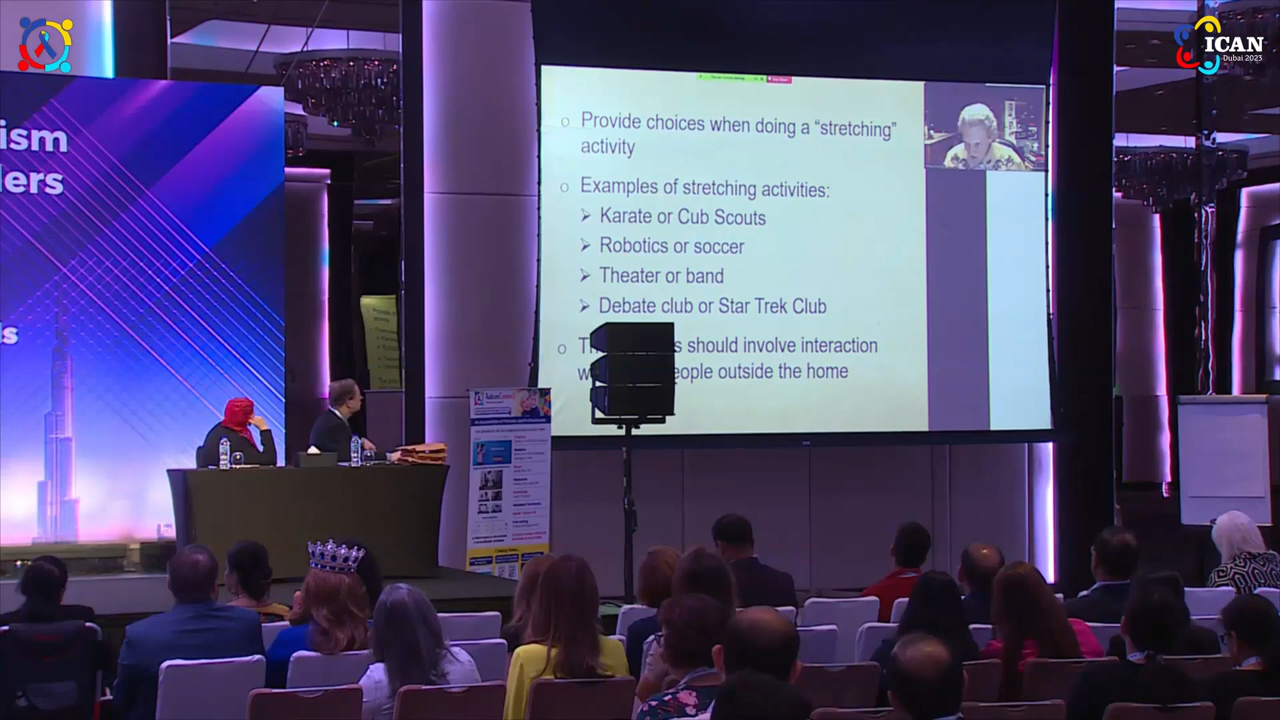 ICAN
Dubai 2023
ism
ders
ls
o Provide choices when doing a “stretching”
activity
o Examples of stretching activities:
➢ Karate or Cub Scouts
➢ Robotics or soccer
➢ Theater or band
➢ Debate club or Star Trek Club
o Th s should involve interaction
w eople outside the home